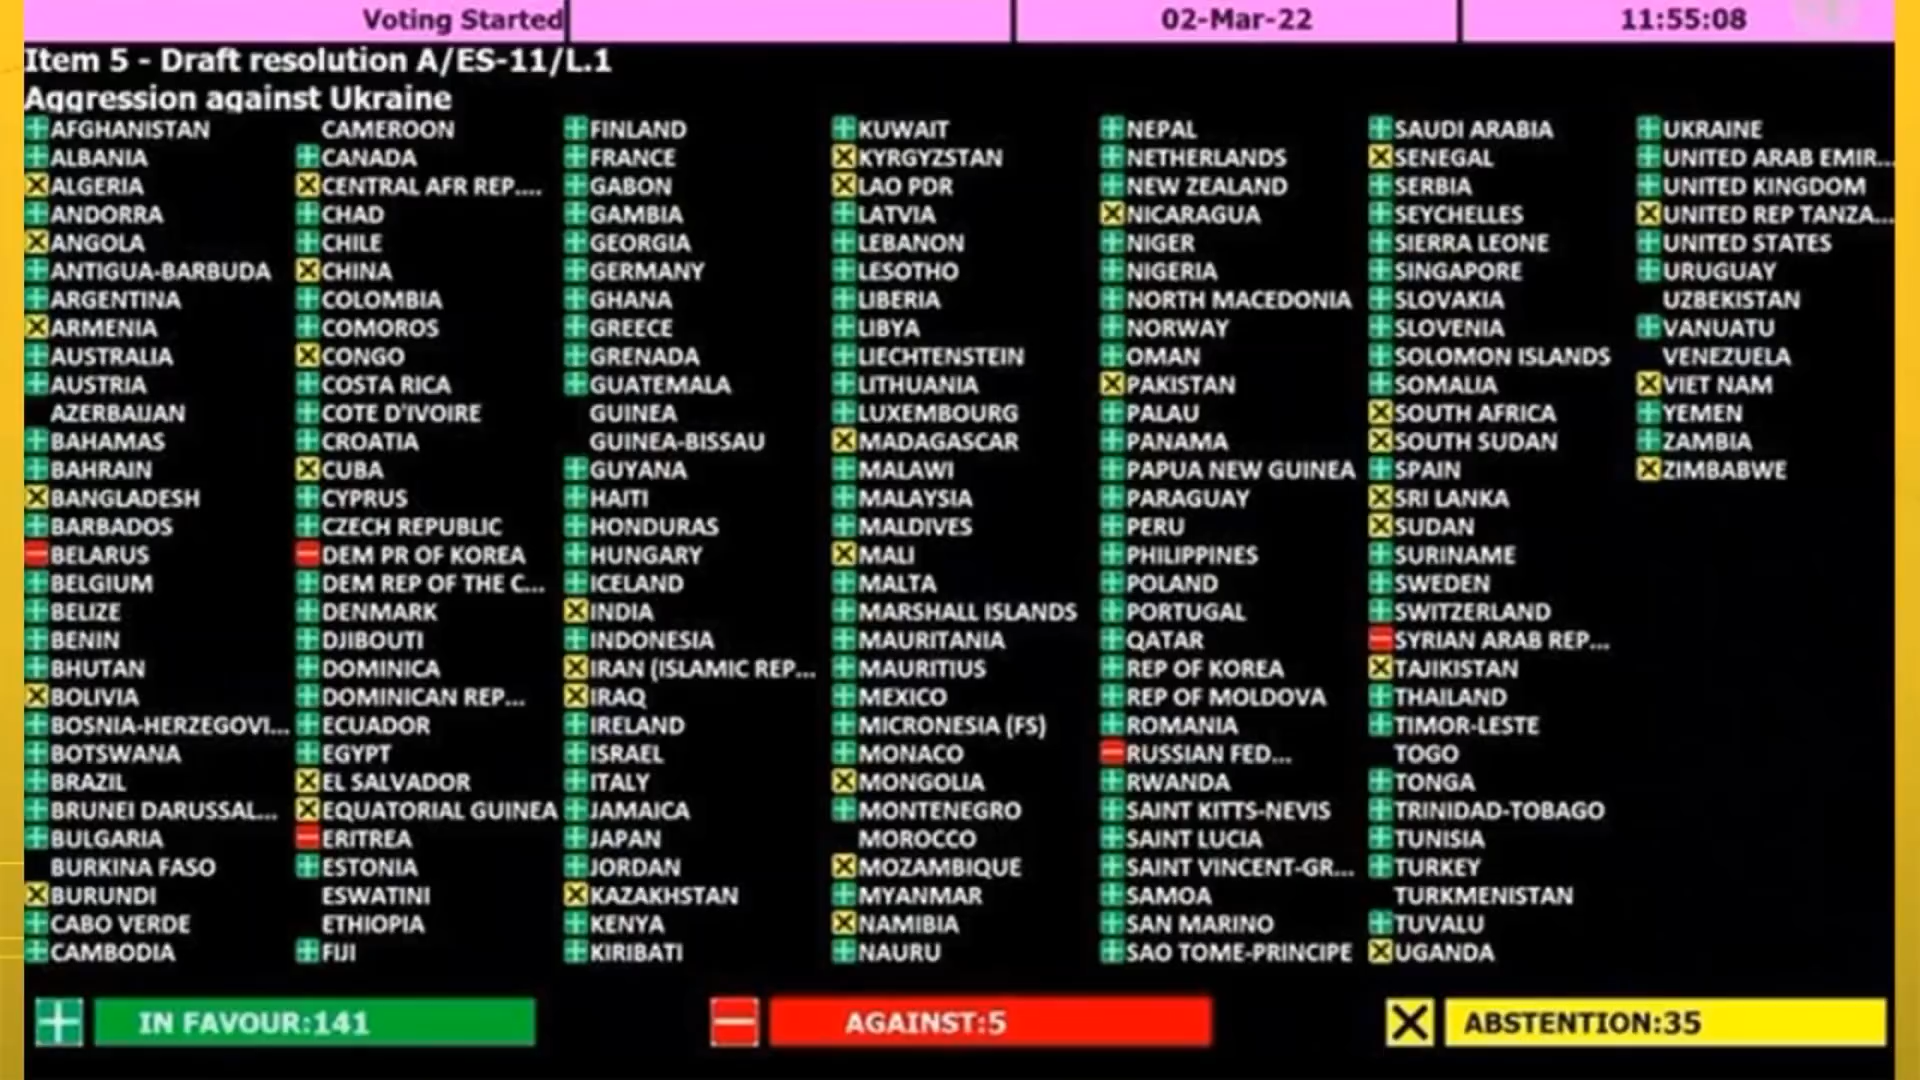 Voting Started 02-Mar-22 11:55:08
Item 5 - Draft resolution A/ES-11/L.1
Aggression against Ukraine
AFGHANISTAN
ALBANIA
ALGERIA
ANDORRA
ANGOLA
ANTIGUA-BARBUDA
ARGENTINA
ARMENIA
AUSTRALIA
AUSTRIA
AZERBAIJAN
BAHAMAS
BAHRAIN
BANGLADESH
BARBADOS
BELARUS
BELGIUM
BELIZE
BENIN
BHUTAN
BOLIVIA
BOSNIA-HERZEGOVI...
BOTSWANA
BRAZIL
BRUNEI DARUSSAL...
BULGARIA
BURKINA FASO
BURUNDI
CABO VERDE
CAMBODIA
CAMEROON
CANADA
CENTRAL AFR REP....
CHAD
CHILE
CHINA
COLOMBIA
COMOROS
CONGO
COSTA RICA
COTE D'IVOIRE
CROATIA
CUBA
CYPRUS
CZECH REPUBLIC
DEM PR OF KOREA
DEM REP OF THE C...
DENMARK
DJIBOUTI
DOMINICA
DOMINICAN REP...
ECUADOR
EGYPT
EL SALVADOR
EQUATORIAL GUINEA
ERITREA
ESTONIA
ESWATINI
ETHIOPIA
FIJI
FINLAND
FRANCE
GABON
GAMBIA
GEORGIA
GERMANY
GHANA
GREECE
GRENADA
GUATEMALA
GUINEA
GUINEA-BISSAU
GUYANA
HAITI
HONDURAS
HUNGARY
ICELAND
INDIA
INDONESIA
IRAN (ISLAMIC REP...
IRAQ
IRELAND
ISRAEL
ITALY
JAMAICA
JAPAN
JORDAN
KAZAKHSTAN
KENYA
KIRIBATI
KUWAIT
KYRGYZSTAN
LAO PDR
LATVIA
LEBANON
LESOTHO
LIBERIA
LIBYA
LIECHTENSTEIN
LITHUANIA
LUXEMBOURG
MADAGASCAR
MALAWI
MALAYSIA
MALDIVES
MALI
MALTA
MARSHALL ISLANDS
MAURITANIA
MAURITIUS
MEXICO
MICRONESIA (FS)
MONACO
MONGOLIA
MONTENEGRO
MOROCCO
MOZAMBIQUE
MYANMAR
NAMIBIA
NAURU
NEPAL
NETHERLANDS
NEW ZEALAND
NICARAGUA
NIGER
NIGERIA
NORTH MACEDONIA
NORWAY
OMAN
PAKISTAN
PALAU
PANAMA
PAPUA NEW GUINEA
PARAGUAY
PERU
PHILIPPINES
POLAND
PORTUGAL
QATAR
REP OF KOREA
REP OF MOLDOVA
ROMANIA
RUSSIAN FED...
RWANDA
SAINT KITTS-NEVIS
SAINT LUCIA
SAINT VINCENT-GR...
SAMOA
SAN MARINO
SAO TOME-PRINCIPE
SAUDI ARABIA
SENEGAL
SERBIA
SEYCHELLES
SIERRA LEONE
SINGAPORE
SLOVAKIA
SLOVENIA
SOLOMON ISLANDS
SOMALIA
SOUTH AFRICA
SOUTH SUDAN
SPAIN
SRI LANKA
SUDAN
SURINAME
SWEDEN
SWITZERLAND
SYRIAN ARAB REP...
TAJIKISTAN
THAILAND
TIMOR-LESTE
TOGO
TONGA
TRINIDAD-TOBAGO
TUNISIA
TURKEY
TURKMENISTAN
TUVALU
UGANDA
UKRAINE
UNITED ARAB EMIR...
UNITED KINGDOM
UNITED REP TANZA...
UNITED STATES
URUGUAY
UZBEKISTAN
VANUATU
VENEZUELA
VIET NAM
YEMEN
ZAMBIA
ZIMBABWE
IN FAVOUR:141 AGAINST:5 ABSTENTION:35